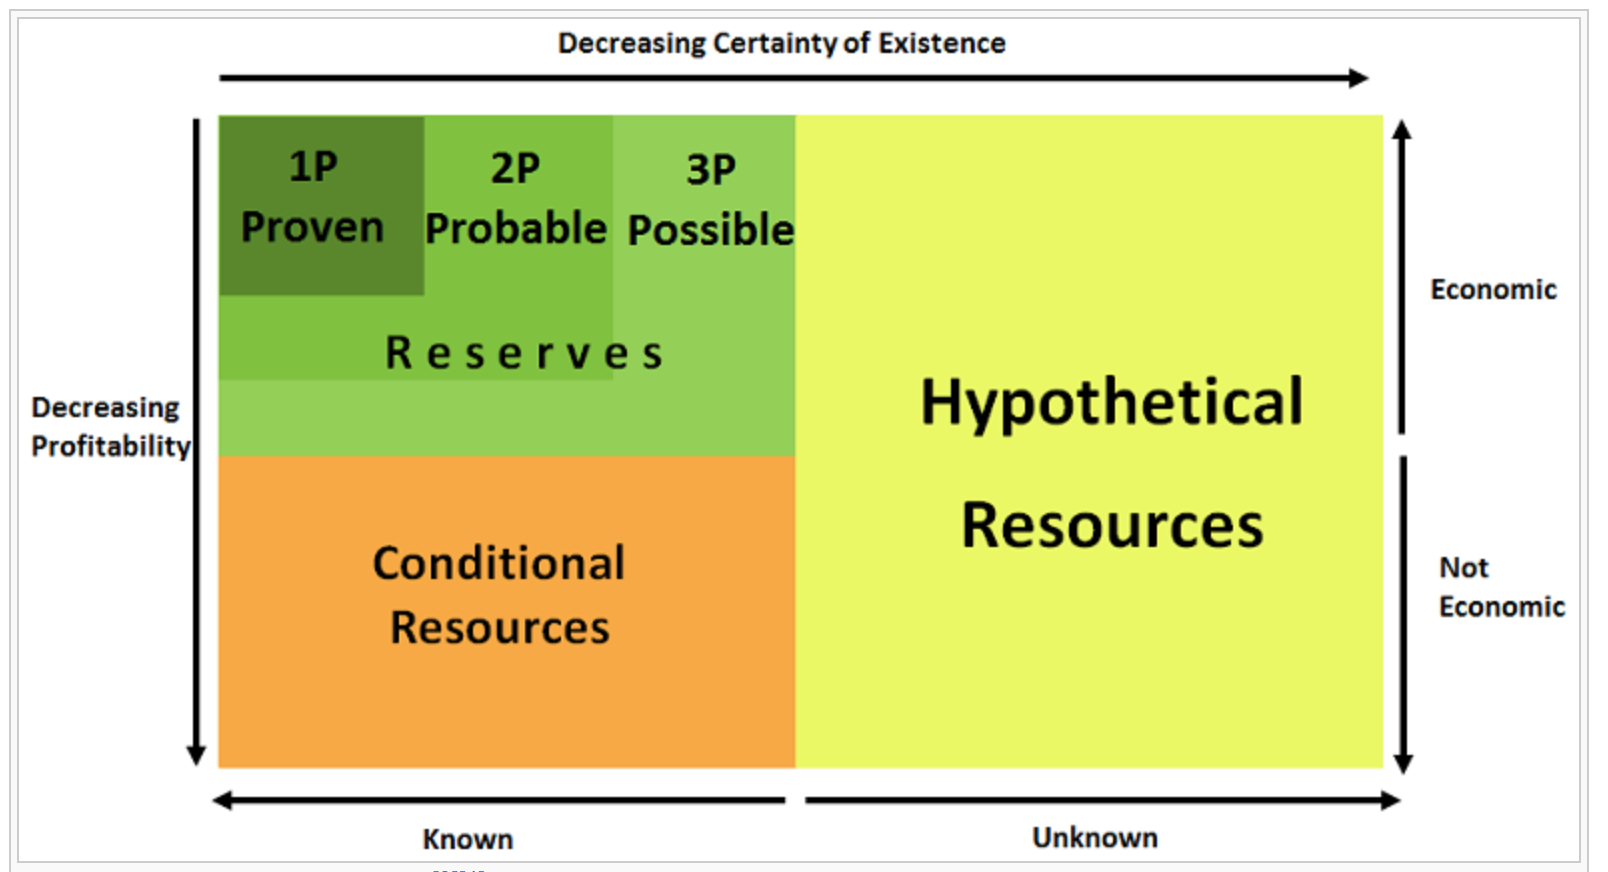 Decreasing Certainty of Existence
1P
Proven
2P
Probable
3P
Possible
Reserves
Economic
Decreasing
Profitability
Hypothetical
Resources
Conditional
Resources
Not
Economic
Known
Unknown